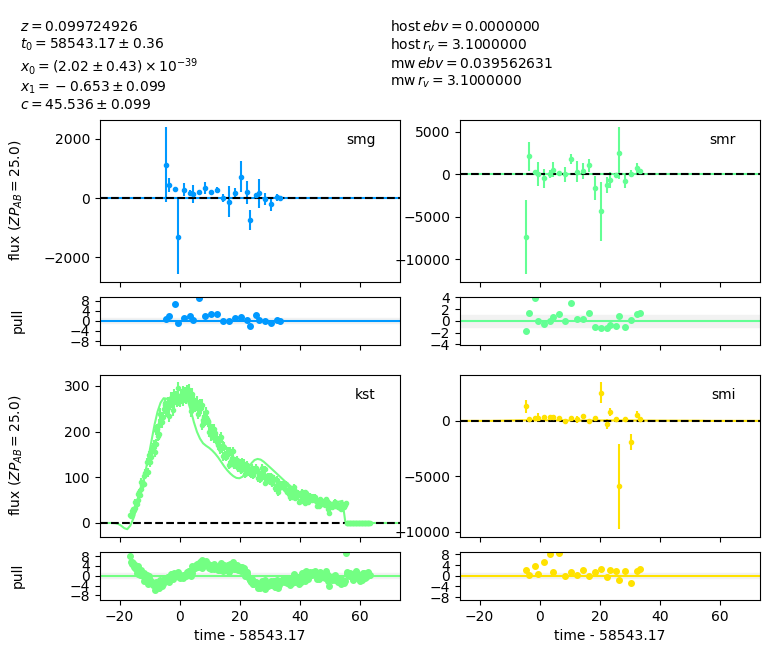 z = 0.099724926
t₀ = 58543.17 ± 0.36
x₀ = (2.02 ± 0.43) × 10⁻³⁹
x₁ = −0.653 ± 0.099
c = 45.536 ± 0.099
host ebv = 0.0000000
host r_v = 3.1000000
mw ebv = 0.039562631
mw r_v = 3.1000000
flux (ZP_AB = 25.0)
2000
0
−2000
smg
5000
0
−5000
−10000
smr
pull
8
4
0
−4
−8
4
2
0
−2
−4
flux (ZP_AB = 25.0)
300
200
100
0
kst
0
−5000
−10000
smi
pull
8
4
0
−4
−8
8
4
0
−4
−8
−20 0 20 40 60
−20 0 20 40 60
time - 58543.17
time - 58543.17